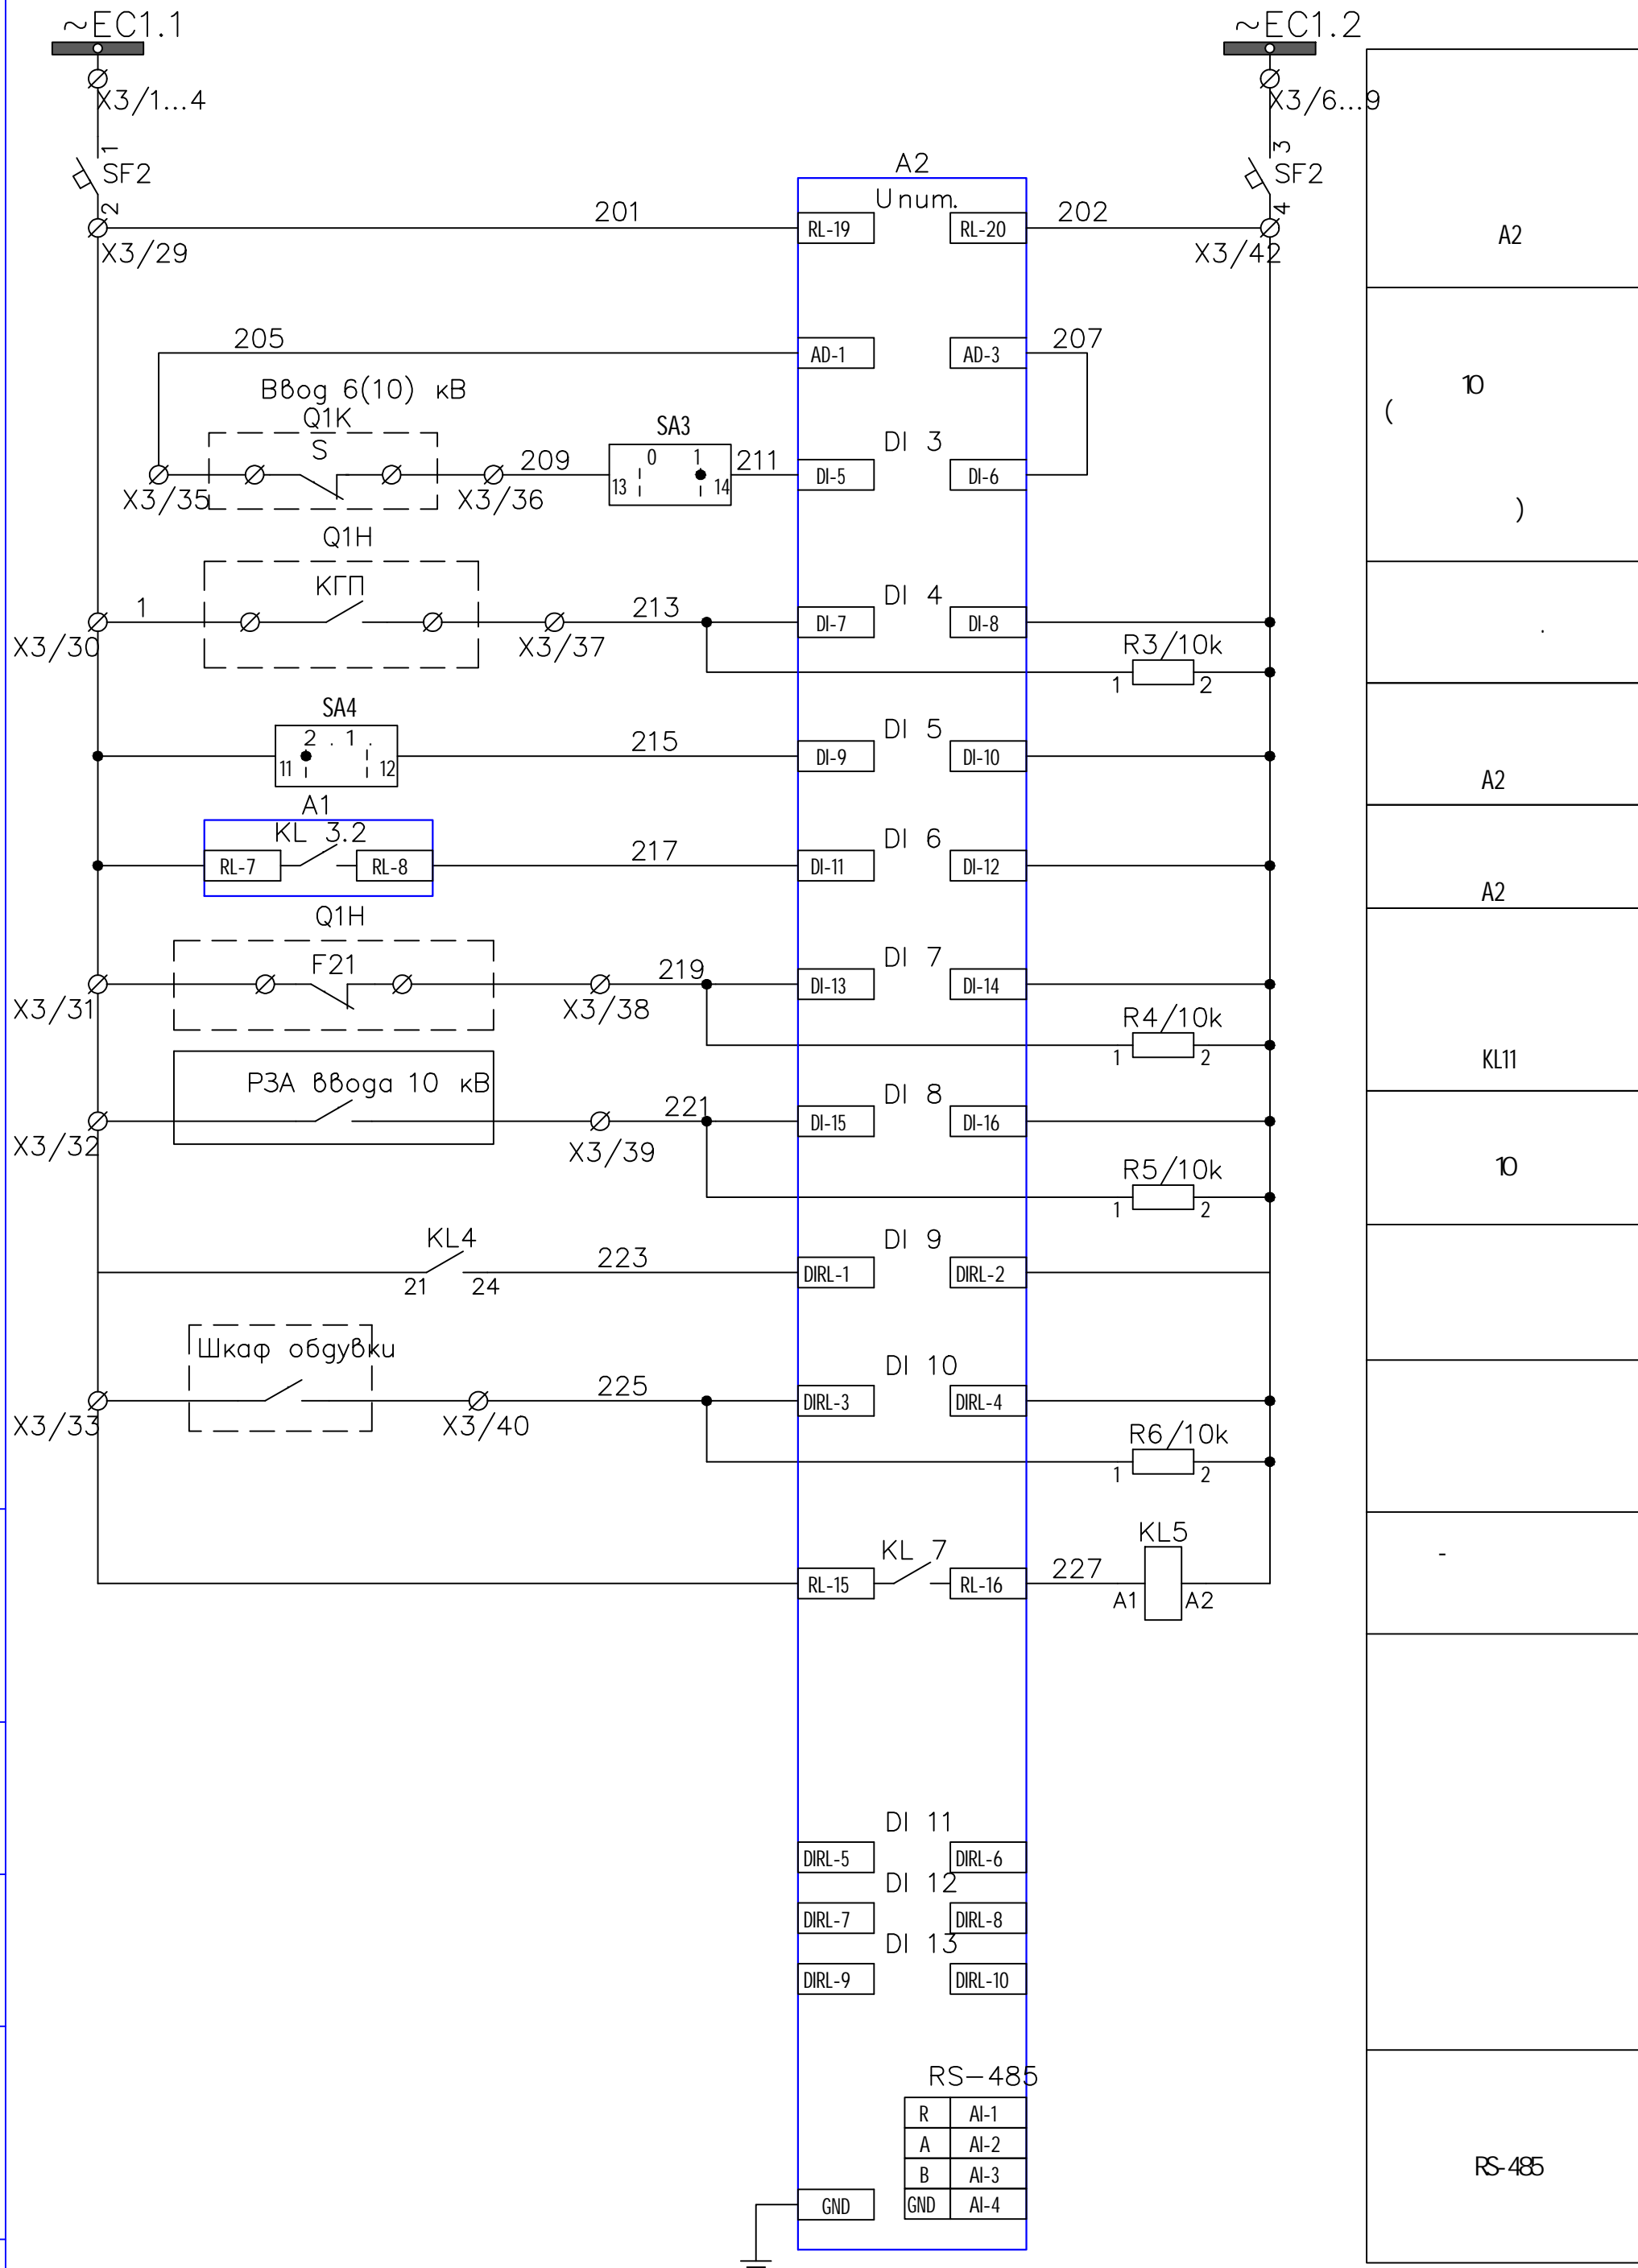 ~EC1.1 ~EC1.2
X3/1...4 X3/6...9
1 SF2 2 3 SF2 4
A2
Uпит.
201 RL-19 RL-20 202
X3/29 X3/42 A2
205 AD-1 AD-3 207
Ввод 6(10) кВ 10
Q1K (
S SA3 DI 3
0 1
209 13 14 211 DI-5 DI-6
X3/35 X3/36 )
Q1H
КГП DI 4
1 213 DI-7 DI-8 .
X3/30 X3/37 R3/10k
1 2
SA4
2 . 1 . 215 DI 5
11 12 DI-9 DI-10
A2
A1
KL 3.2 DI 6
RL-7 RL-8 217 DI-11 DI-12
A2
Q1H
F21 219 DI 7
DI-13 DI-14
X3/31 X3/38 R4/10k
1 2
KL11
РЗА ввода 10 кВ DI 8
221 DI-15 DI-16
X3/32 X3/39 R5/10k 10
1 2
KL4 DI 9
21 24 223 DIRL-1 DIRL-2
Шкаф обдувки DI 10
225 DIRL-3 DIRL-4
X3/33 X3/40 R6/10k
1 2
KL 7 KL5 -
RL-15 RL-16 227 A1 A2
DI 11
DIRL-5 DIRL-6
DI 12
DIRL-7 DIRL-8
DI 13
DIRL-9 DIRL-10
RS-485
R AI-1
A AI-2
B AI-3 RS-485
GND GND AI-4